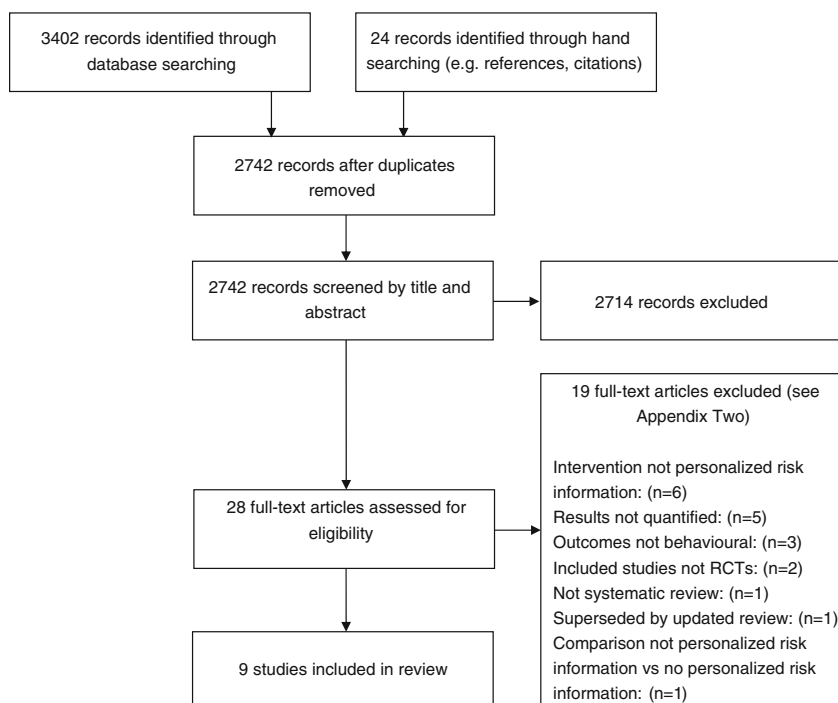 3402 records identified through
database searching
24 records identified through hand
searching (e.g. references, citations)
2742 records after duplicates
removed
2742 records screened by title and
abstract
2714 records excluded
28 full-text articles assessed for
eligibility
19 full-text articles excluded (see
Appendix Two)
Intervention not personalized risk
information: (n=6)
Results not quantified: (n=5)
Outcomes not behavioural: (n=3)
Included studies not RCTs: (n=2)
Not systematic review: (n=1)
Superseded by updated review: (n=1)
Comparison not personalized risk
information vs no personalized risk
information: (n=1)
9 studies included in review